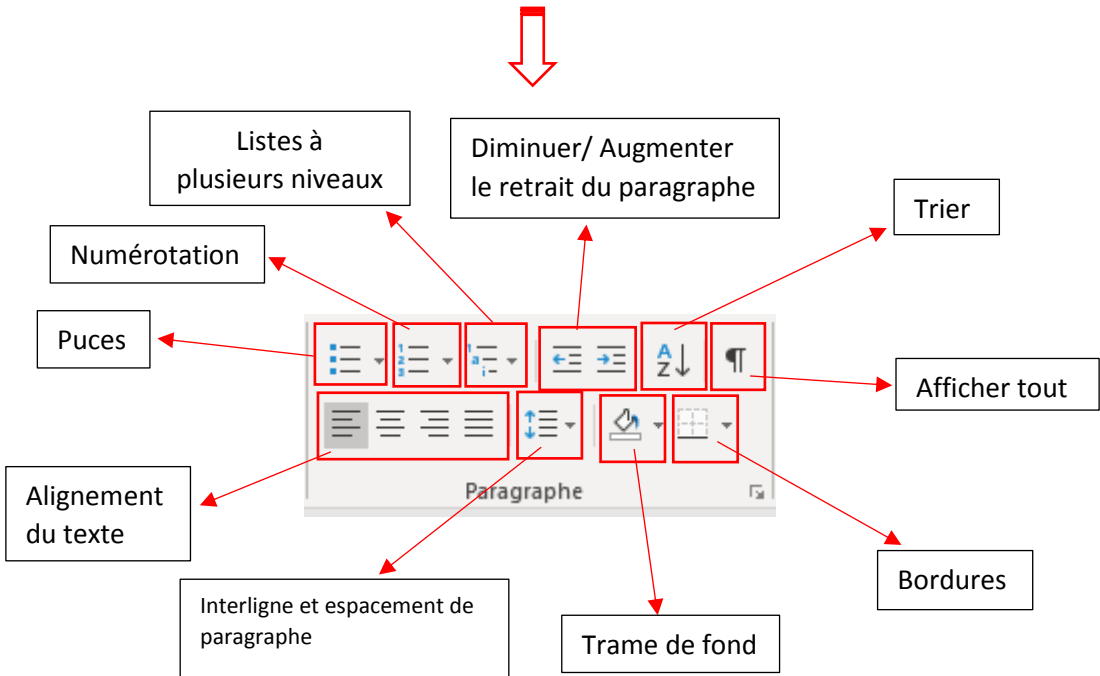 Listes à
plusieurs niveaux
Diminuer/ Augmenter
le retrait du paragraphe
Trier
Numérotation
Puces
Afficher tout
Paragraphe
Alignement
du texte
Interligne et espacement de
paragraphe
Trame de fond
Bordures